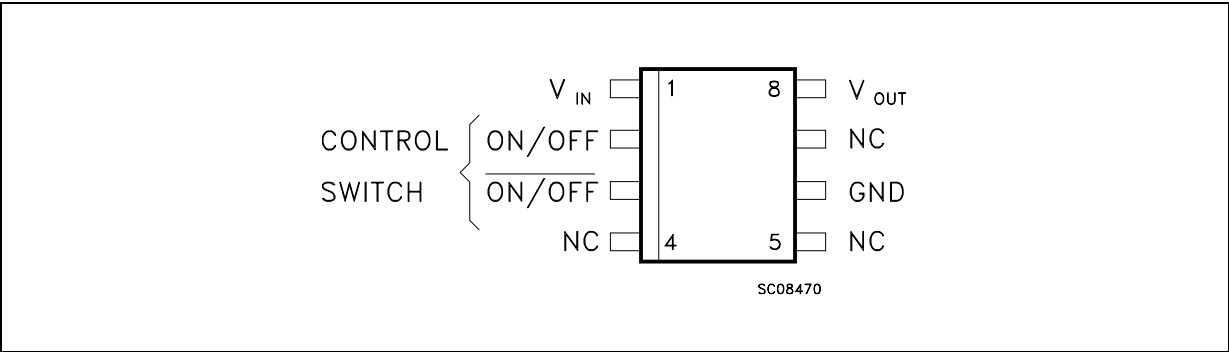 V IN 1 8 V OUT
CONTROL ON/OFF NC
SWITCH ON/OFF GND
NC 4 5 NC
SC08470